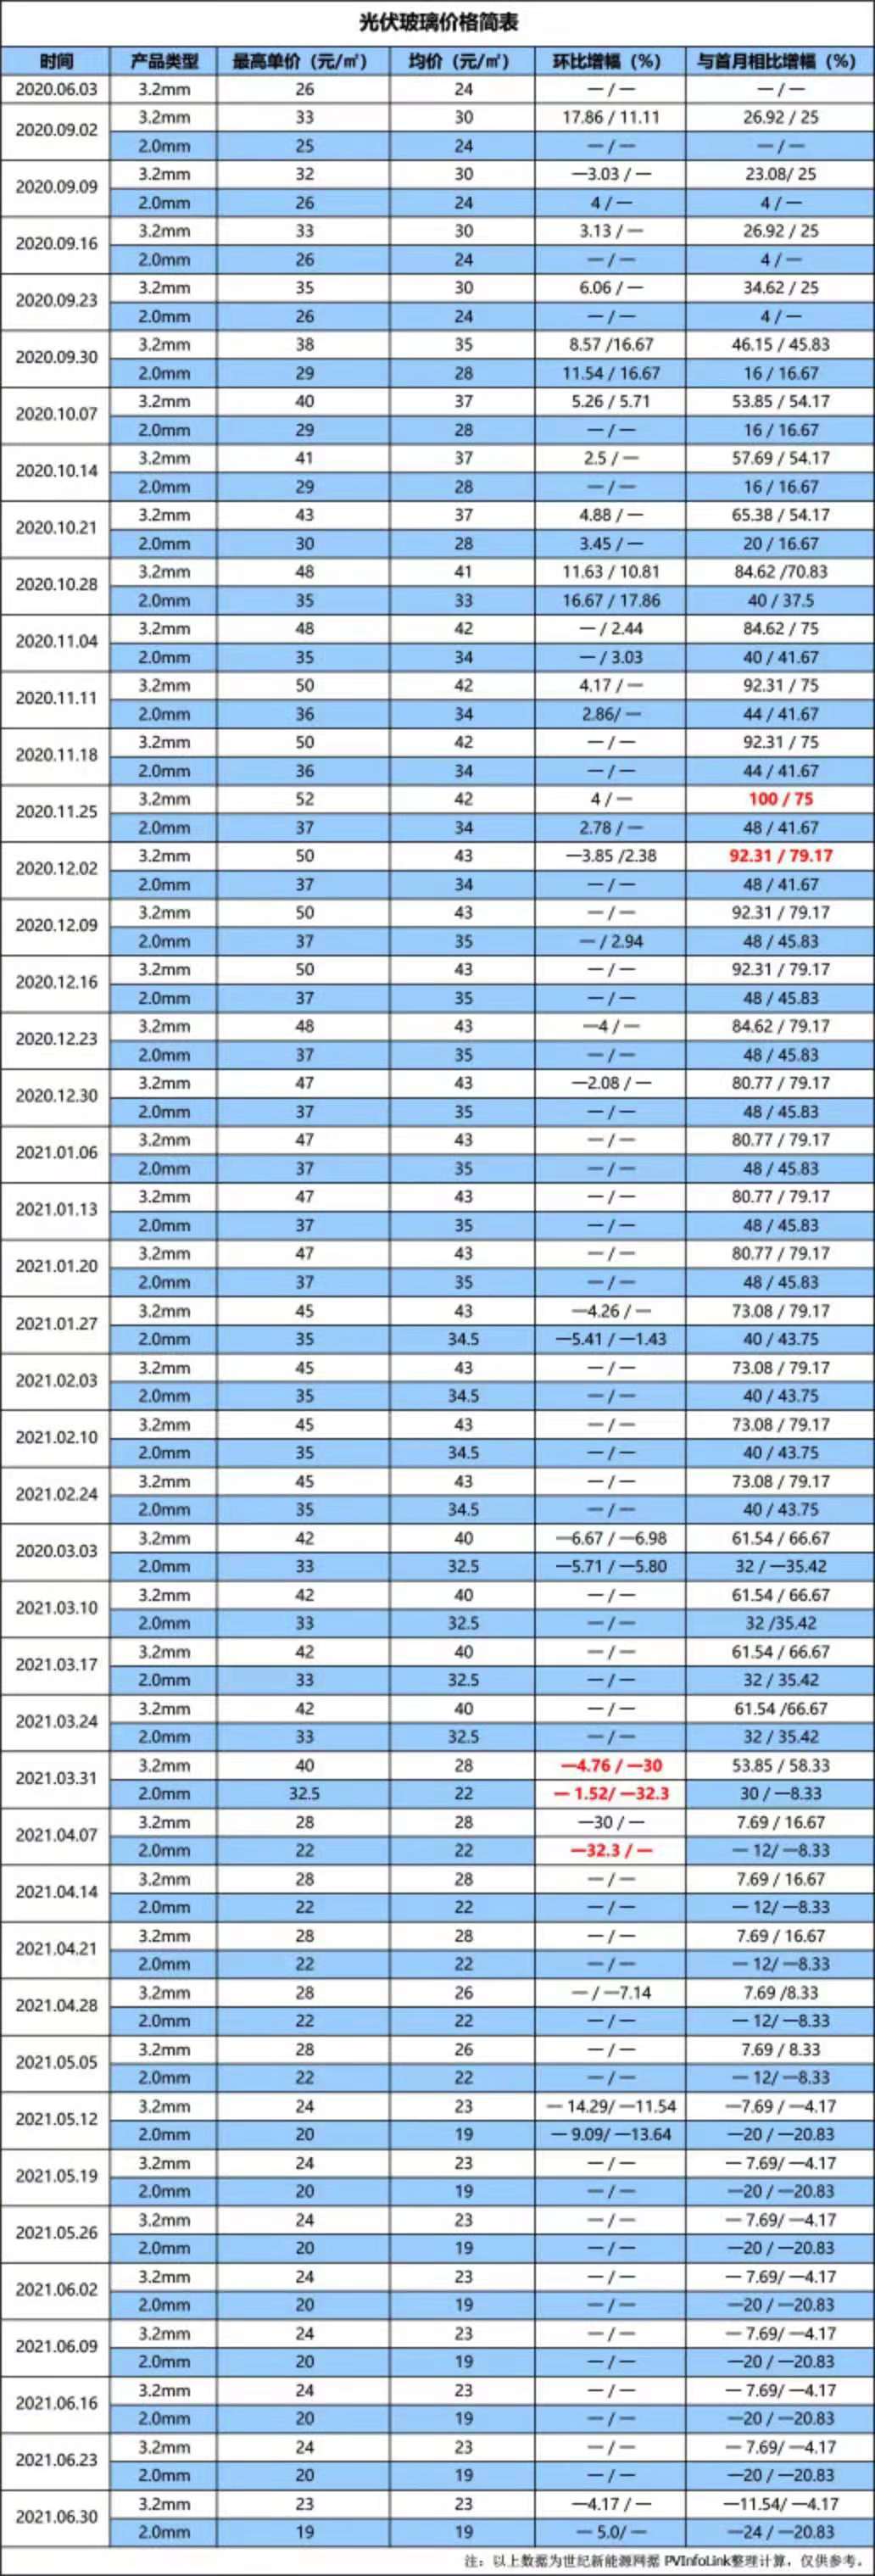 光伏玻璃价格简表
时间 产品类型 最高单价（元/㎡） 均价（元/㎡） 环比增幅（%） 与首月相比增幅（%）
2020.06.03 3.2mm 26 24 —/— —/—
2020.09.02 3.2mm 33 30 17.86 / 11.11 26.92 / 25
2.0mm 25 24 —/— —/—
2020.09.09 3.2mm 32 30 —3.03 / — 23.08/ 25
2.0mm 26 24 4 / — 4 / —
2020.09.16 3.2mm 33 30 3.13 / — 26.92 / 25
2.0mm 26 24 —/— 4 / —
2020.09.23 3.2mm 35 30 6.06 / — 34.62 / 25
2.0mm 26 24 —/— 4 / —
2020.09.30 3.2mm 38 35 8.57 /16.67 46.15 / 45.83
2.0mm 29 28 11.54 / 16.67 16 / 16.67
2020.10.07 3.2mm 40 37 5.26 / 5.71 53.85 / 54.17
2.0mm 29 28 —/— 16 / 16.67
2020.10.14 3.2mm 41 37 2.5 / — 57.69 / 54.17
2.0mm 29 28 —/— 16 / 16.67
2020.10.21 3.2mm 43 37 4.88 / — 65.38 / 54.17
2.0mm 30 28 3.45 / — 20 / 16.67
2020.10.28 3.2mm 48 41 11.63 / 10.81 84.62 /70.83
2.0mm 35 33 16.67 / 17.86 40 / 37.5
2020.11.04 3.2mm 48 42 — / 2.44 84.62 / 75
2.0mm 35 34 — / 3.03 40 / 41.67
2020.11.11 3.2mm 50 42 4.17 / — 92.31 / 75
2.0mm 36 34 2.86/ — 44 / 41.67
2020.11.18 3.2mm 50 42 —/— 92.31 / 75
2.0mm 36 34 —/— 44 / 41.67
2020.11.25 3.2mm 52 42 4 / — 100 / 75
2.0mm 37 34 2.78 / — 48 / 41.67
2020.12.02 3.2mm 50 43 —3.85 /2.38 92.31 / 79.17
2.0mm 37 34 —/— 48 / 41.67
2020.12.09 3.2mm 50 43 —/— 92.31 / 79.17
2.0mm 37 35 — / 2.94 48 / 45.83
2020.12.16 3.2mm 50 43 —/— 92.31 / 79.17
2.0mm 37 35 —/— 48 / 45.83
2020.12.23 3.2mm 48 43 —4 / — 84.62 / 79.17
2.0mm 37 35 —/— 48 / 45.83
2020.12.30 3.2mm 47 43 —2.08 / — 80.77 / 79.17
2.0mm 37 35 —/— 48 / 45.83
2021.01.06 3.2mm 47 43 —/— 80.77 / 79.17
2.0mm 37 35 —/— 48 / 45.83
2021.01.13 3.2mm 47 43 —/— 80.77 / 79.17
2.0mm 37 35 —/— 48 / 45.83
2021.01.20 3.2mm 47 43 —/— 80.77 / 79.17
2.0mm 37 35 —/— 48 / 45.83
2021.01.27 3.2mm 45 43 —4.26 / — 73.08 / 79.17
2.0mm 35 34.5 —5.41 / —1.43 40 / 43.75
2021.02.03 3.2mm 45 43 —/— 73.08 / 79.17
2.0mm 35 34.5 —/— 40 / 43.75
2021.02.10 3.2mm 45 43 —/— 73.08 / 79.17
2.0mm 35 34.5 —/— 40 / 43.75
2021.02.24 3.2mm 45 43 —/— 73.08 / 79.17
2.0mm 35 34.5 —/— 40 / 43.75
2020.03.03 3.2mm 42 40 —6.67 / —6.98 61.54 / 66.67
2.0mm 33 32.5 —5.71 / —5.80 32 / —35.42
2021.03.10 3.2mm 42 40 —/— 61.54 / 66.67
2.0mm 33 32.5 —/— 32 /35.42
2021.03.17 3.2mm 42 40 —/— 61.54 / 66.67
2.0mm 33 32.5 —/— 32 / 35.42
2021.03.24 3.2mm 42 40 —/— 61.54 /66.67
2.0mm 33 32.5 —/— 32 / 35.42
2021.03.31 3.2mm 40 28 —4.76 / —30 53.85 / 58.33
2.0mm 32.5 22 — 1.52/ —32.3 30 / —8.33
2021.04.07 3.2mm 28 28 —30 / — 7.69 / 16.67
2.0mm 22 22 —32.3 / — — 12/ —8.33
2021.04.14 3.2mm 28 28 —/— 7.69 / 16.67
2.0mm 22 22 —/— — 12/ —8.33
2021.04.21 3.2mm 28 28 —/— 7.69 / 16.67
2.0mm 22 22 —/— — 12/ —8.33
2021.04.28 3.2mm 28 26 — / —7.14 7.69 /8.33
2.0mm 22 22 —/— — 12/ —8.33
2021.05.05 3.2mm 28 26 —/— 7.69 / 8.33
2.0mm 22 22 —/— — 12/ —8.33
2021.05.12 3.2mm 24 23 — 14.29/ —11.54 —7.69 / —4.17
2.0mm 20 19 — 9.09/ —13.64 —20 / —20.83
2021.05.19 3.2mm 24 23 —/— — 7.69/ —4.17
2.0mm 20 19 —/— —20 / —20.83
2021.05.26 3.2mm 24 23 —/— — 7.69/ —4.17
2.0mm 20 19 —/— —20 / —20.83
2021.06.02 3.2mm 24 23 —/— — 7.69/ —4.17
2.0mm 20 19 —/— —20 / —20.83
2021.06.09 3.2mm 24 23 —/— — 7.69/ —4.17
2.0mm 20 19 —/— —20 / —20.83
2021.06.16 3.2mm 24 23 —/— — 7.69/ —4.17
2.0mm 20 19 —/— —20 / —20.83
2021.06.23 3.2mm 24 23 —/— — 7.69/ —4.17
2.0mm 20 19 —/— —20 / —20.83
2021.06.30 3.2mm 23 23 —4.17 / — —11.54/ —4.17
2.0mm 19 19 — 5.0/ — —24 / —20.83
注：以上数据为世纪新能源网据 PVInfoLink整理计算，仅供参考。